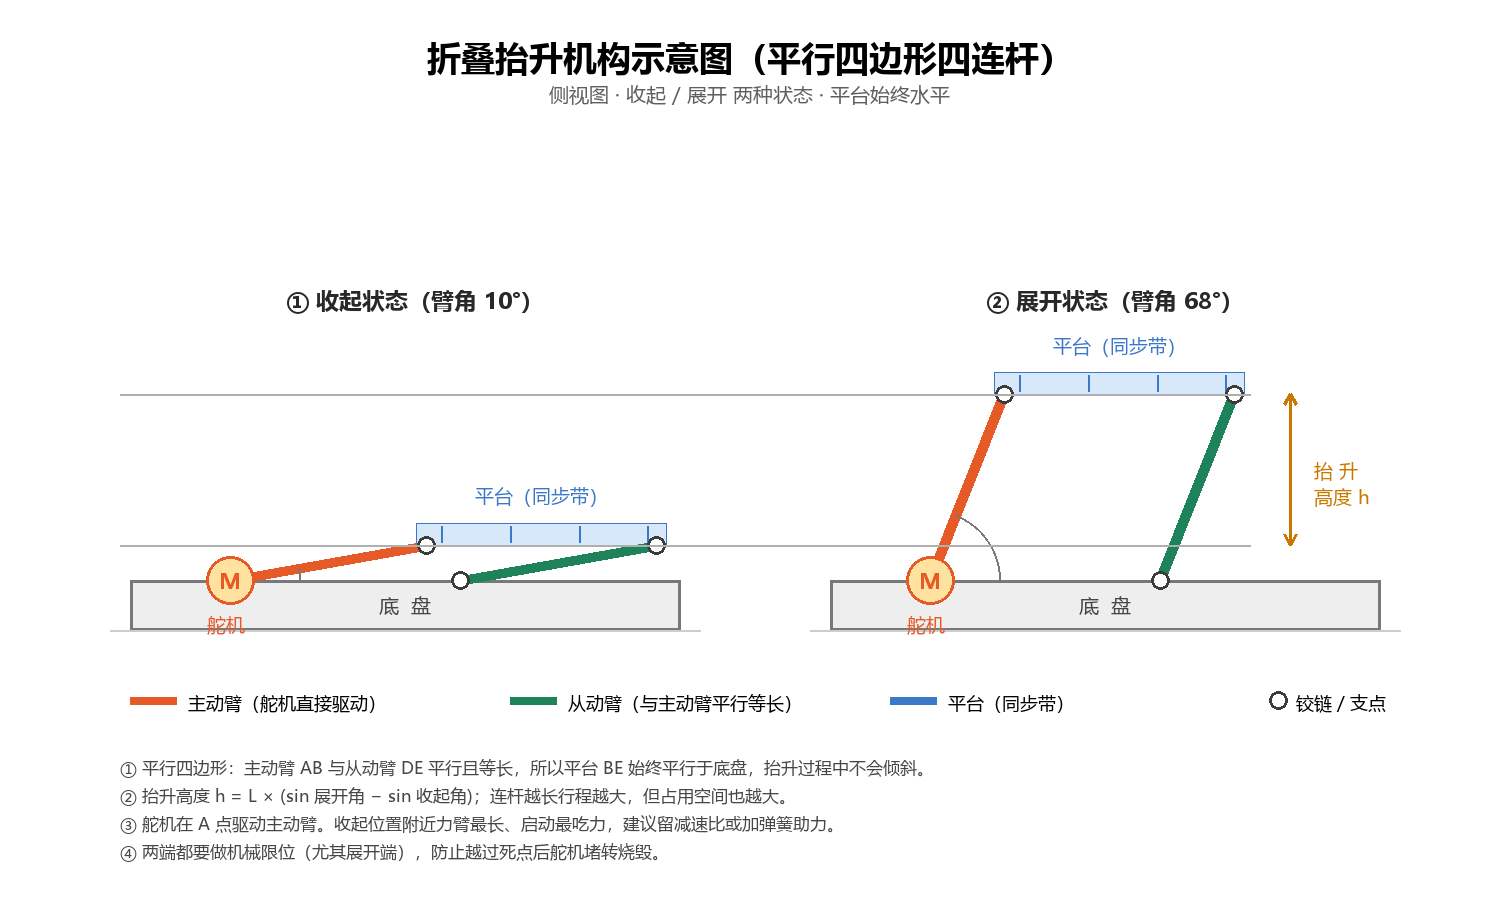 折叠抬升机构示意图（平行四边形四连杆）
侧视图 · 收起 / 展开 两种状态 · 平台始终水平
① 收起状态（臂角 10°）
② 展开状态（臂角 68°）
平台（同步带）
抬 升
高度 h
平台（同步带）
M
底 盘
舵机
M
底 盘
舵机
主动臂（舵机直接驱动）
从动臂（与主动臂平行等长）
平台（同步带）
铰链 / 支点
① 平行四边形：主动臂 AB 与从动臂 DE 平行且等长，所以平台 BE 始终平行于底盘，抬升过程中不会倾斜。
② 抬升高度 h = L × (sin 展开角 − sin 收起角)；连杆越长行程越大，但占用空间也越大。
③ 舵机在 A 点驱动主动臂。收起位置附近力臂最长、启动最吃力，建议留减速比或加弹簧助力。
④ 两端都要做机械限位（尤其展开端），防止越过死点后舵机堵转烧毁。